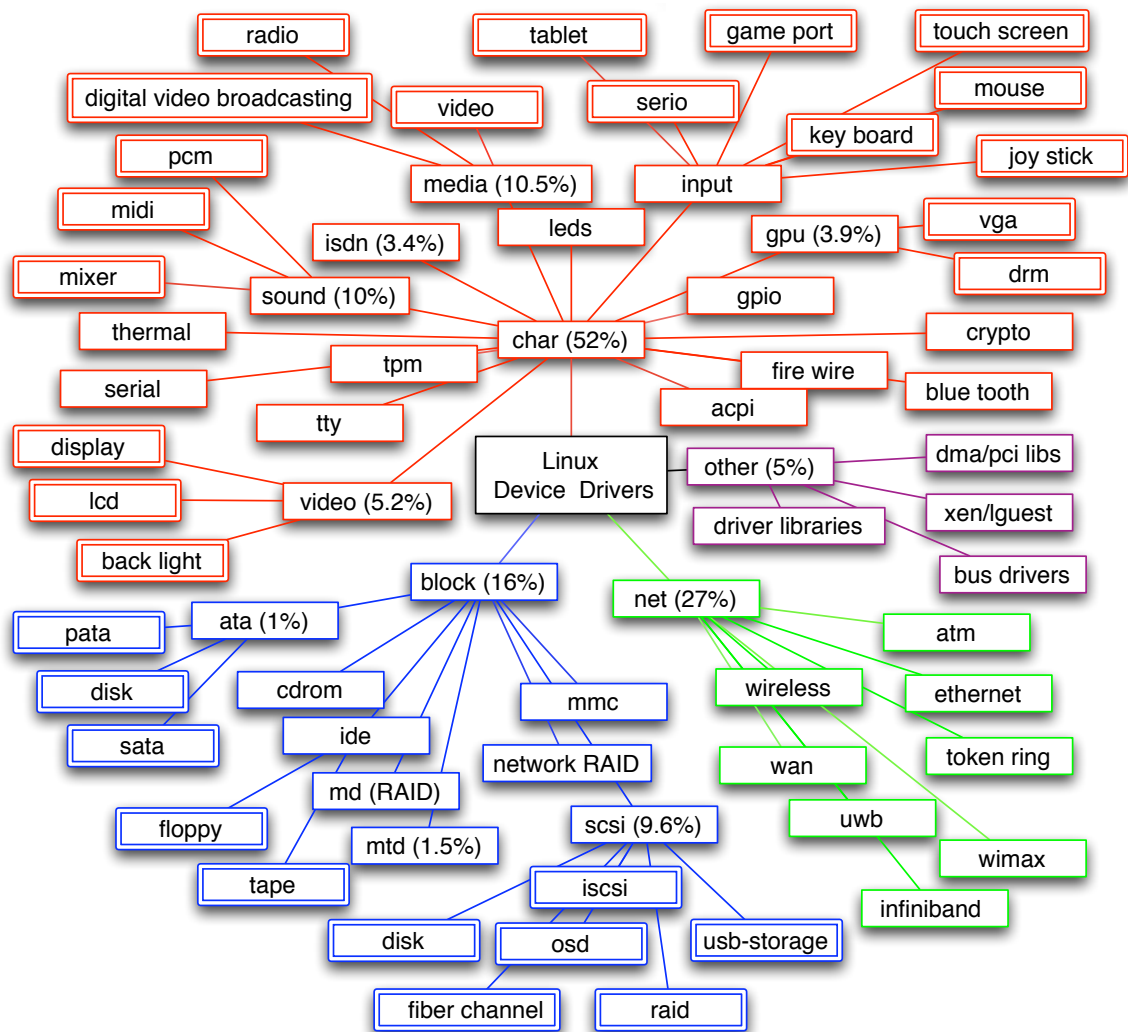 radio
tablet
game port
touch screen
digital video broadcasting
video
serio
mouse
key board
pcm
media (10.5%)
input
joy stick
midi
isdn (3.4%)
leds
gpu (3.9%)
vga
mixer
sound (10%)
gpio
drm
thermal
char (52%)
crypto
serial
tpm
fire wire
blue tooth
tty
acpi
display
Linux
Device Drivers
other (5%)
dma/pci libs
lcd
video (5.2%)
driver libraries
xen/lguest
back light
block (16%)
net (27%)
bus drivers
pata
ata (1%)
atm
disk
cdrom
mmc
wireless
ethernet
sata
ide
network RAID
wan
token ring
floppy
md (RAID)
mtd (1.5%)
scsi (9.6%)
uwb
wimax
tape
iscsi
infiniband
disk
osd
usb-storage
fiber channel
raid